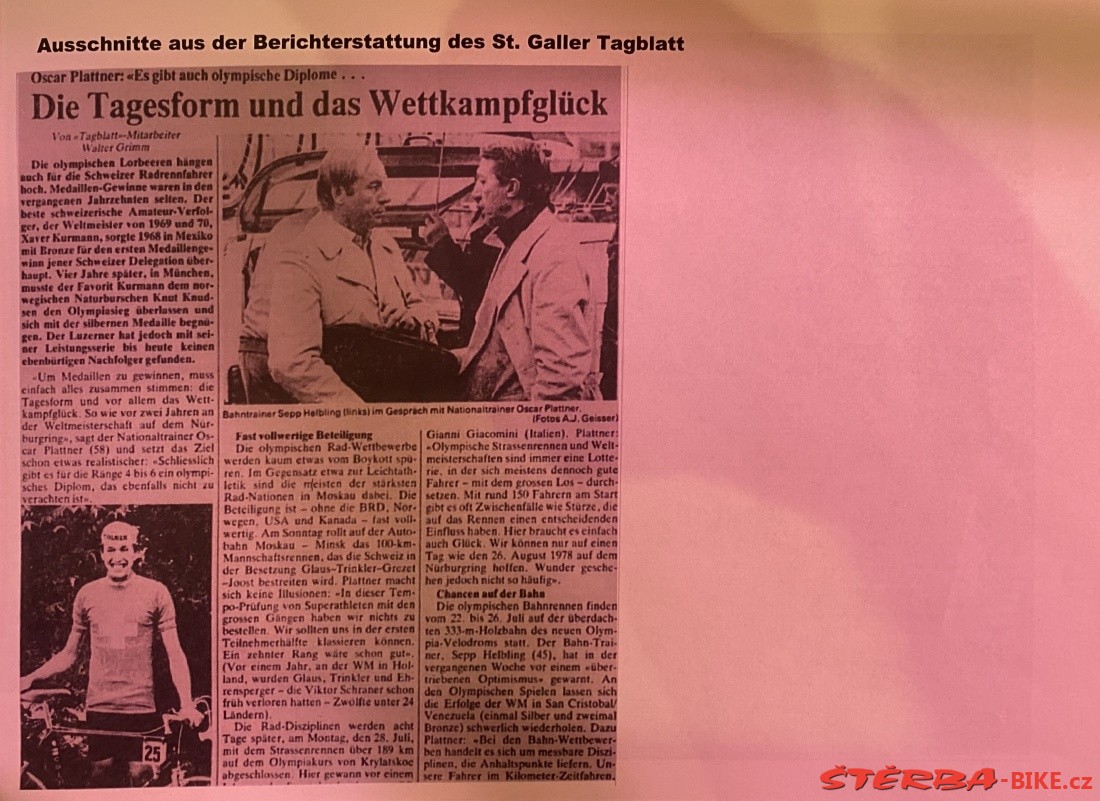 Ausschnitte aus der Berichterstattung des St. Galler Tagblatt
Oscar Plattner: «Es gibt auch olympische Diplome . . .
Die Tagesform und das Wettkampfglück
Von «Tagblatt»-Mitarbeiter
Walter Grimm
Die olympischen Lorbeeren hängen
auch für die Schweizer Radrennfahrer
hoch. Medaillen-Gewinne waren in den
vergangenen Jahrzehnten selten. Der
beste schweizerische Amateur-Verfol-
ger, der Weltmeister von 1969 und 70,
Xaver Kurmann, sorgte 1968 in Mexiko
mit Bronze für den ersten Medaillenge-
winn jener Schweizer Delegation über-
haupt. Vier Jahre später, in München,
musste der Favorit Kurmann dem nor-
wegischen Naturburschen Knut Knud-
sen den Olympiasieg überlassen und
sich mit der silbernen Medaille begnü-
gen. Der Luzerner hat jedoch mit sei-
ner Leistungsserie bis heute keinen
ebenbürtigen Nachfolger gefunden.
«Um Medaillen zu gewinnen, muss
einfach alles zusammen stimmen: die
Tagesform und vor allem das Wett-
kampfglück. So wie vor zwei Jahren an
der Weltmeisterschaft auf dem Nür-
burgring», sagt der Nationaltrainer Os-
car Plattner (58) und setzt das Ziel
schon etwas realistischer: «Schliesslich
gibt es für die Ränge 4 bis 6 ein olympi-
sches Diplom, das ebenfalls nicht zu
verachten ist».
25
Bahntrainer Sepp Helbling (links) im Gespräch mit Nationaltrainer Oscar Plattner.
(Fotos A.J. Geisser)
Fast vollwertige Beteiligung
Die olympischen Rad-Wettbewerbe
werden kaum etwas vom Boykott spü-
ren. Im Gegensatz etwa zur Leichtath-
letik sind die meisten der stärksten
Rad-Nationen in Moskau dabei. Die
Beteiligung ist – ohne die BRD, Nor-
wegen, USA und Kanada – fast voll-
wertig. Am Sonntag rollt auf der Auto-
bahn Moskau – Minsk das 100-km-
Mannschaftsrennen, das die Schweiz in
der Besetzung Glaus–Trinkler–Grezet
–Joost bestreiten wird. Plattner macht
sich keine Illusionen: «In dieser Tem-
po-Prüfung von Superathleten mit den
grossen Gängen haben wir nichts zu
bestellen. Wir sollten uns in der ersten
Teilnehmerhälfte klassieren können.
Ein zehnter Rang wäre schon gut».
(Vor einem Jahr, an der WM in Hol-
land, wurden Glaus, Trinkler und Eh-
rensperger – die Viktor Schraner schon
früh verloren hatten – Zwölfte unter 24
Ländern).
Die Rad-Disziplinen werden acht
Tage später, am Montag, den 28. Juli,
mit dem Strassenrennen über 189 km
auf dem Olympiakurs von Krylatskoe
abgeschlossen. Hier gewann vor einem
Gianni Giacomini (Italien). Plattner:
«Olympische Strassenrennen und Welt-
meisterschaften sind immer eine Lotte-
rie, in der sich meistens dennoch gute
Fahrer – mit dem grossen Los – durch-
setzen. Mit rund 150 Fahrern am Start
gibt es oft Zwischenfälle wie Stürze, die
auf das Rennen einen entscheidenden
Einfluss haben. Hier braucht es einfach
auch Glück. Wir können nur auf einen
Tag wie den 26. August 1978 auf dem
Nürburgring hoffen. Wunder gesche-
hen jedoch nicht so häufig».
Chancen auf der Bahn
Die olympischen Bahnrennen finden
vom 22. bis 26. Juli auf der überdach-
ten 333-m-Holzbahn des neuen Olym-
pia-Velodroms statt. Der Bahn-Trai-
ner, Sepp Helbling (45), hat in der
vergangenen Woche vor einem «über-
triebenen Optimismus» gewarnt. An
den Olympischen Spielen lassen sich
die Erfolge der WM in San Cristobal/
Venezuela (einmal Silber und zweimal
Bronze) schwerlich wiederholen. Dazu
Plattner: «Bei den Bahn-Wettbewer-
ben handelt es sich um messbare Diszi-
plinen, die Anhaltspunkte liefern. Un-
sere Fahrer im Kilometer-Zeitfahren,
ŠTĚRBA-BIKE.cz